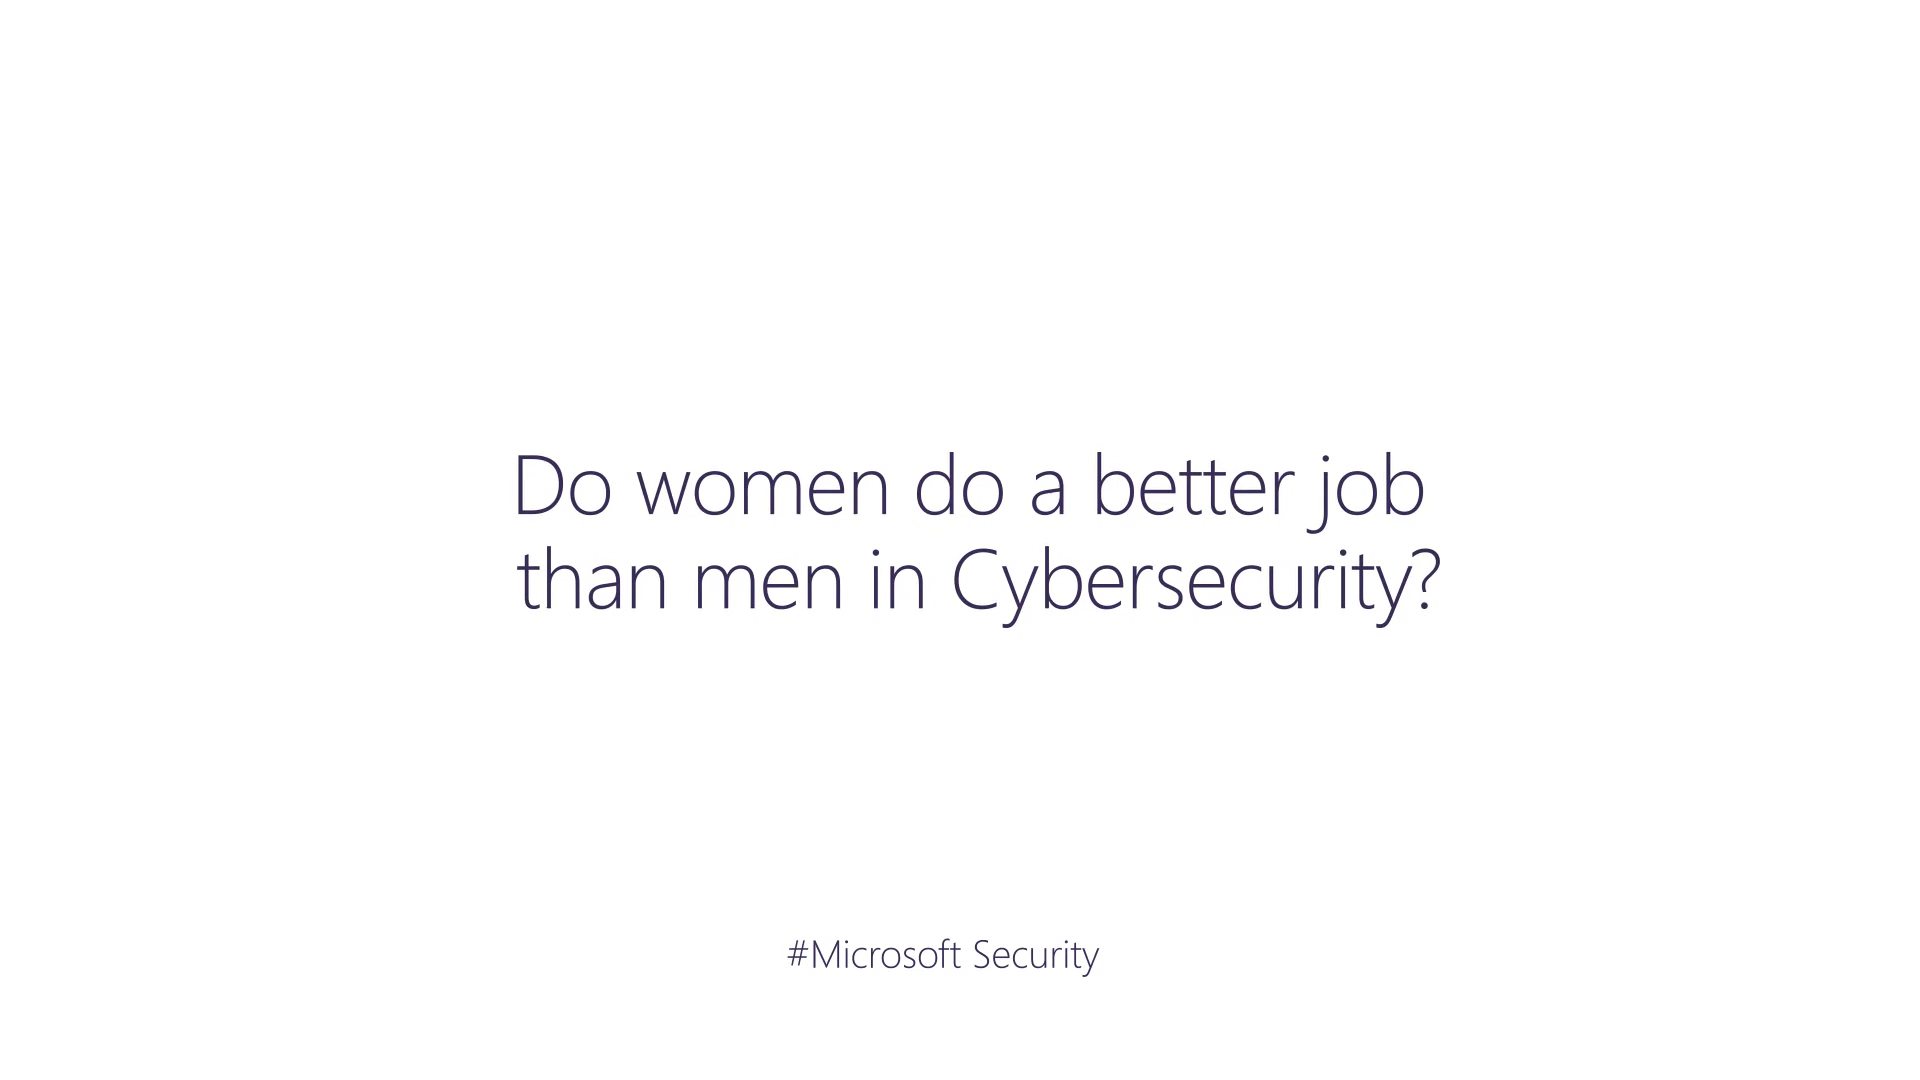 Do women do a better job
than men in Cybersecurity?
#Microsoft Security